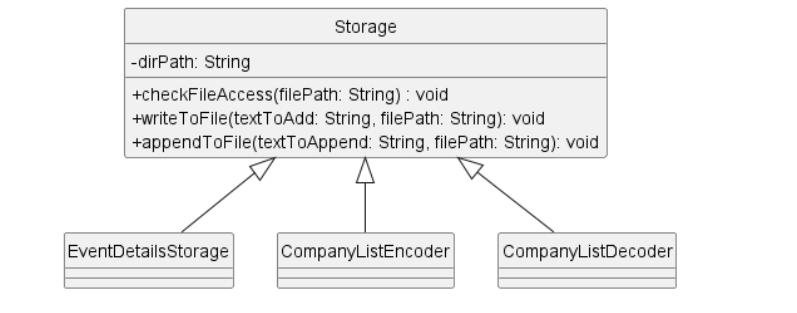 Storage
-dirPath: String
+checkFileAccess(filePath: String) : void
+writeToFile(textToAdd: String, filePath: String): void
+appendToFile(textToAppend: String, filePath: String): void
EventDetailsStorage
CompanyListEncoder
CompanyListDecoder